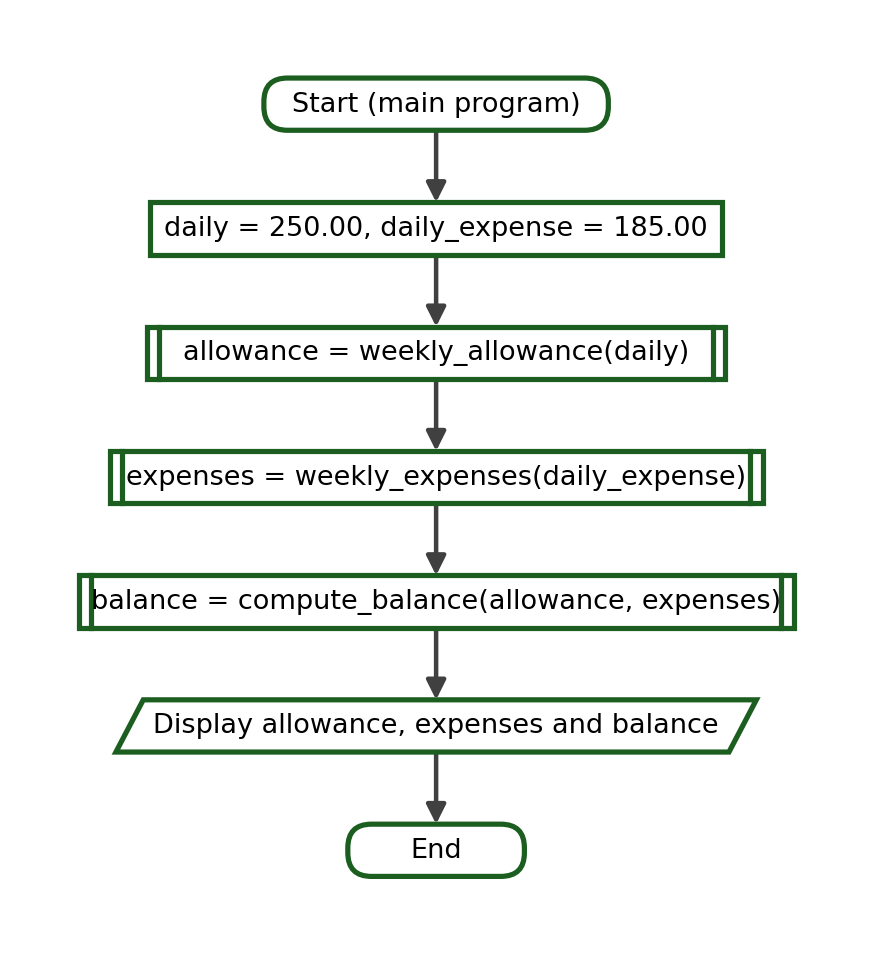 Start (main program)
daily = 250.00, daily_expense = 185.00
allowance = weekly_allowance(daily)
expenses = weekly_expenses(daily_expense)
balance = compute_balance(allowance, expenses)
Display allowance, expenses and balance
End